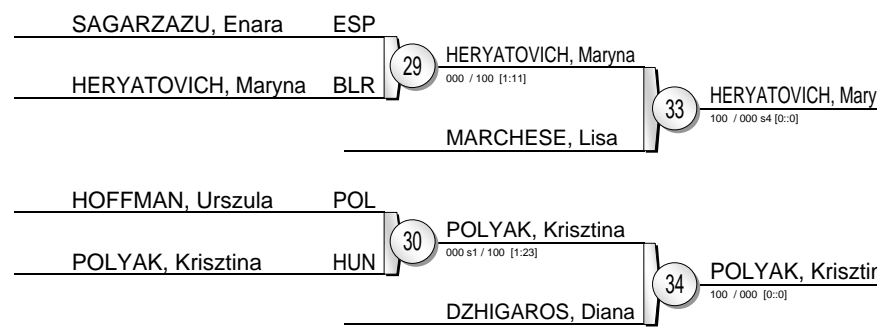 SAGARZAZU, Enara ESP
29
HERYATOVICH, Maryna
000 / 100 [1:11]
HERYATOVICH, Maryna BLR
33
HERYATOVICH, Mary
100 / 000 s4 [0::0]
MARCHESE, Lisa
HOFFMAN, Urszula POL
30
POLYAK, Krisztina
000 s1 / 100 [1:23]
POLYAK, Krisztina HUN
34
POLYAK, Krisztin
100 / 000 [0::0]
DZHIGAROS, Diana